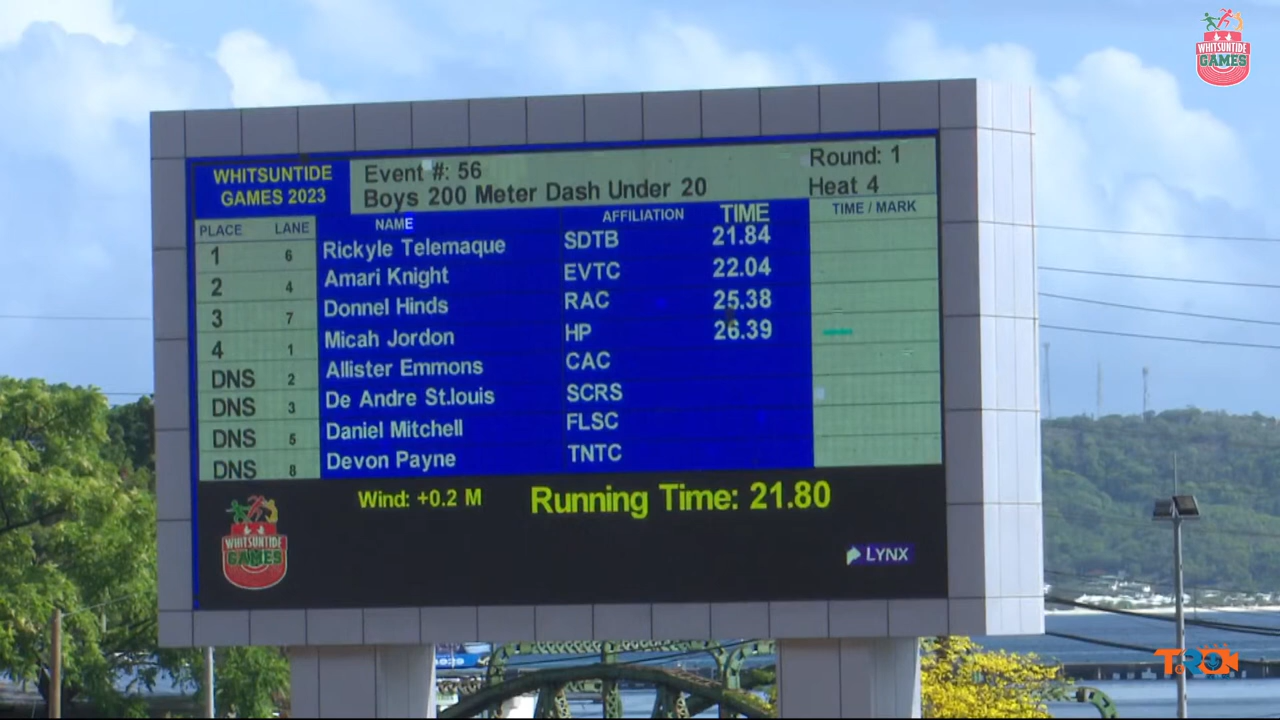 WHITSUNTIDE
GAMES
WHITSUNTIDE
GAMES 2023
Event #: 56
Boys 200 Meter Dash Under 20
Round: 1
Heat 4
PLACE LANE NAME AFFILIATION TIME TIME / MARK
1 6 Rickyle Telemaque SDTB 21.84
2 4 Amari Knight EVTC 22.04
3 7 Donnel Hinds RAC 25.38
4 1 Micah Jordon HP 26.39
DNS 2 Allister Emmons CAC
DNS 3 De Andre St.louis SCRS
DNS 5 Daniel Mitchell FLSC
DNS 8 Devon Payne TNTC
Wind: +0.2 M Running Time: 21.80
WHITSUNTIDE
GAMES
LYNX